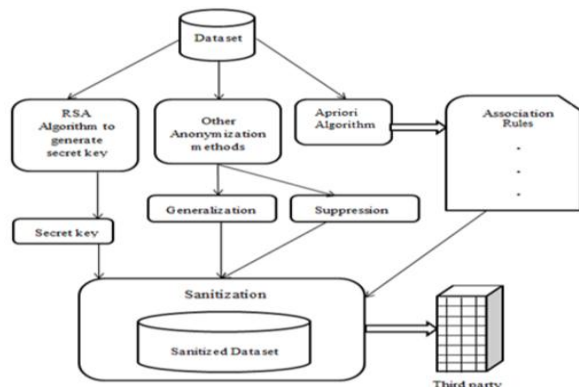 Dataset
RSA
Algorithm to
generate
secret key
Other
Anonymization
methods
Apriori
Algorithm
Association
Rules
Generalization
Suppression
Secret key
Sanitization
Sanitized Dataset
Third party